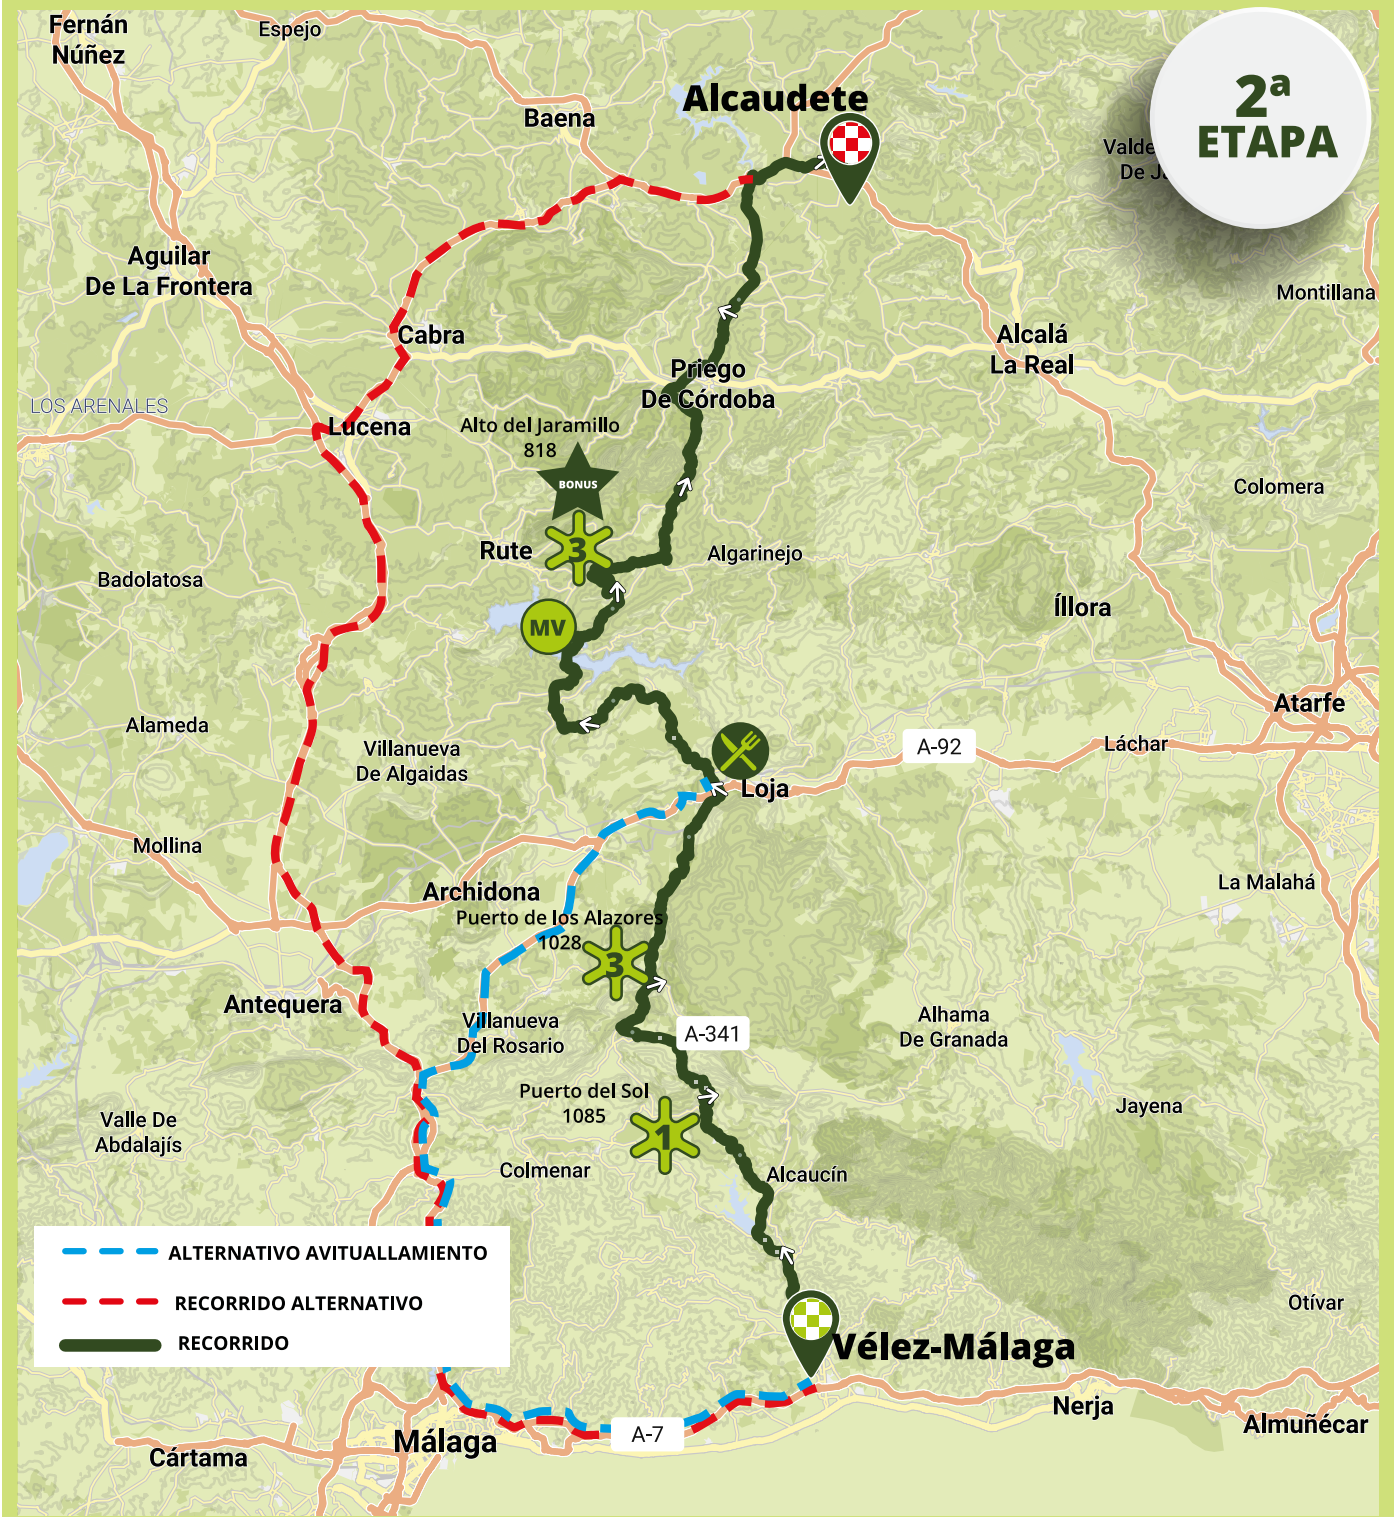 Fernán
Núñez
Espejo
Alcaudete
Baena
2ª
ETAPA
Valde
De J
Aguilar
De La Frontera
Montillana
Cabra
Alcalá
La Real
Priego
De Córdoba
LOS ARENALES
Lucena
Alto del Jaramillo
818
BONUS
Colomera
Rute
3
Algarinejo
Badolatosa
Íllora
MV
Atarfe
Alameda
Villanueva
De Algaidas
A-92
Láchar
Loja
Mollina
La Malahá
Archidona
Puerto de los Alazores
1028
3
Antequera
Villanueva
Del Rosario
A-341
Alhama
De Granada
Puerto del Sol
1085
1
Jayena
Valle De
Abdalajís
Colmenar
Alcaucín
ALTERNATIVO AVITUALLAMIENTO
RECORRIDO ALTERNATIVO
RECORRIDO
Otívar
Vélez-Málaga
Nerja
Almuñécar
A-7
Málaga
Cártama